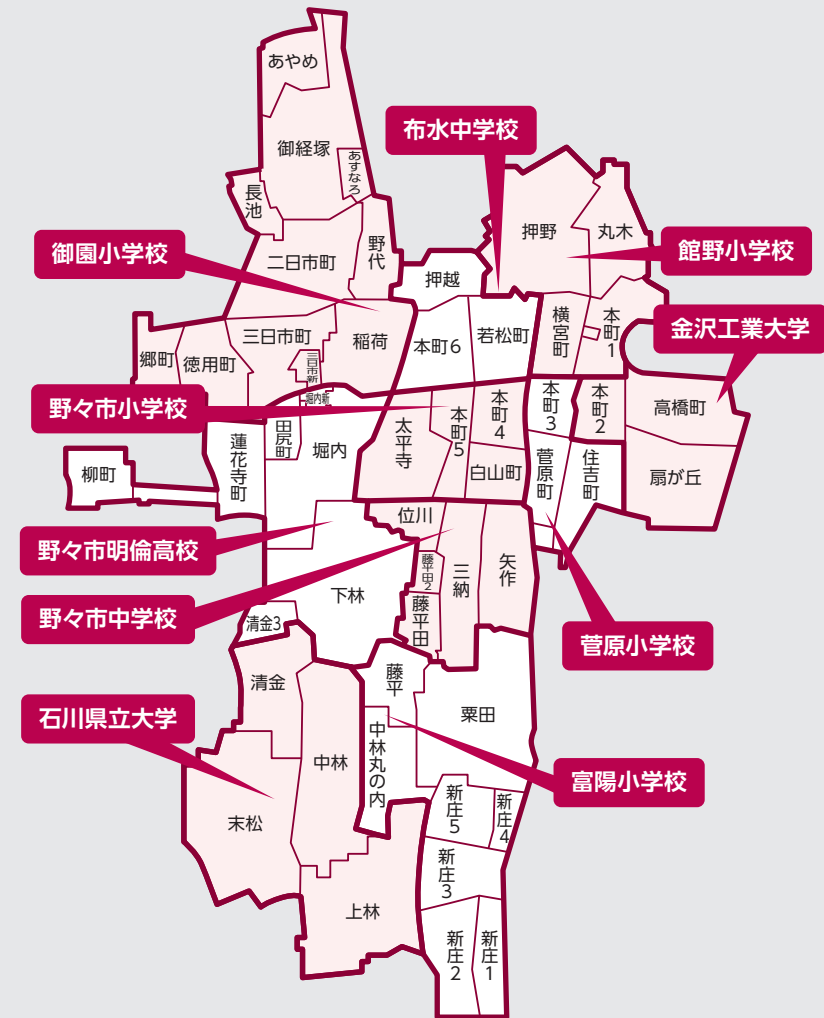 あやめ
御経塚
あすなろ
長池
布水中学校
押野
丸木
館野小学校
御園小学校
二日市町
野代
押越
横宮町
本町1
金沢工業大学
郷町
徳用町
三日市町
三日市新
稲荷
本町6
若松町
野々市小学校
堀内新
田尻町
堀内
太平寺
本町5
本町4
白山町
本町3
本町2
高橋町
菅原町
住吉町
扇が丘
柳町
蓮花寺町
野々市明倫高校
位川
藤平田2
三納
矢作
野々市中学校
下林
藤平田
清金3
菅原小学校
清金
藤平
粟田
石川県立大学
中林
中林丸の内
富陽小学校
末松
新庄5
新庄4
新庄3
上林
新庄2
新庄1